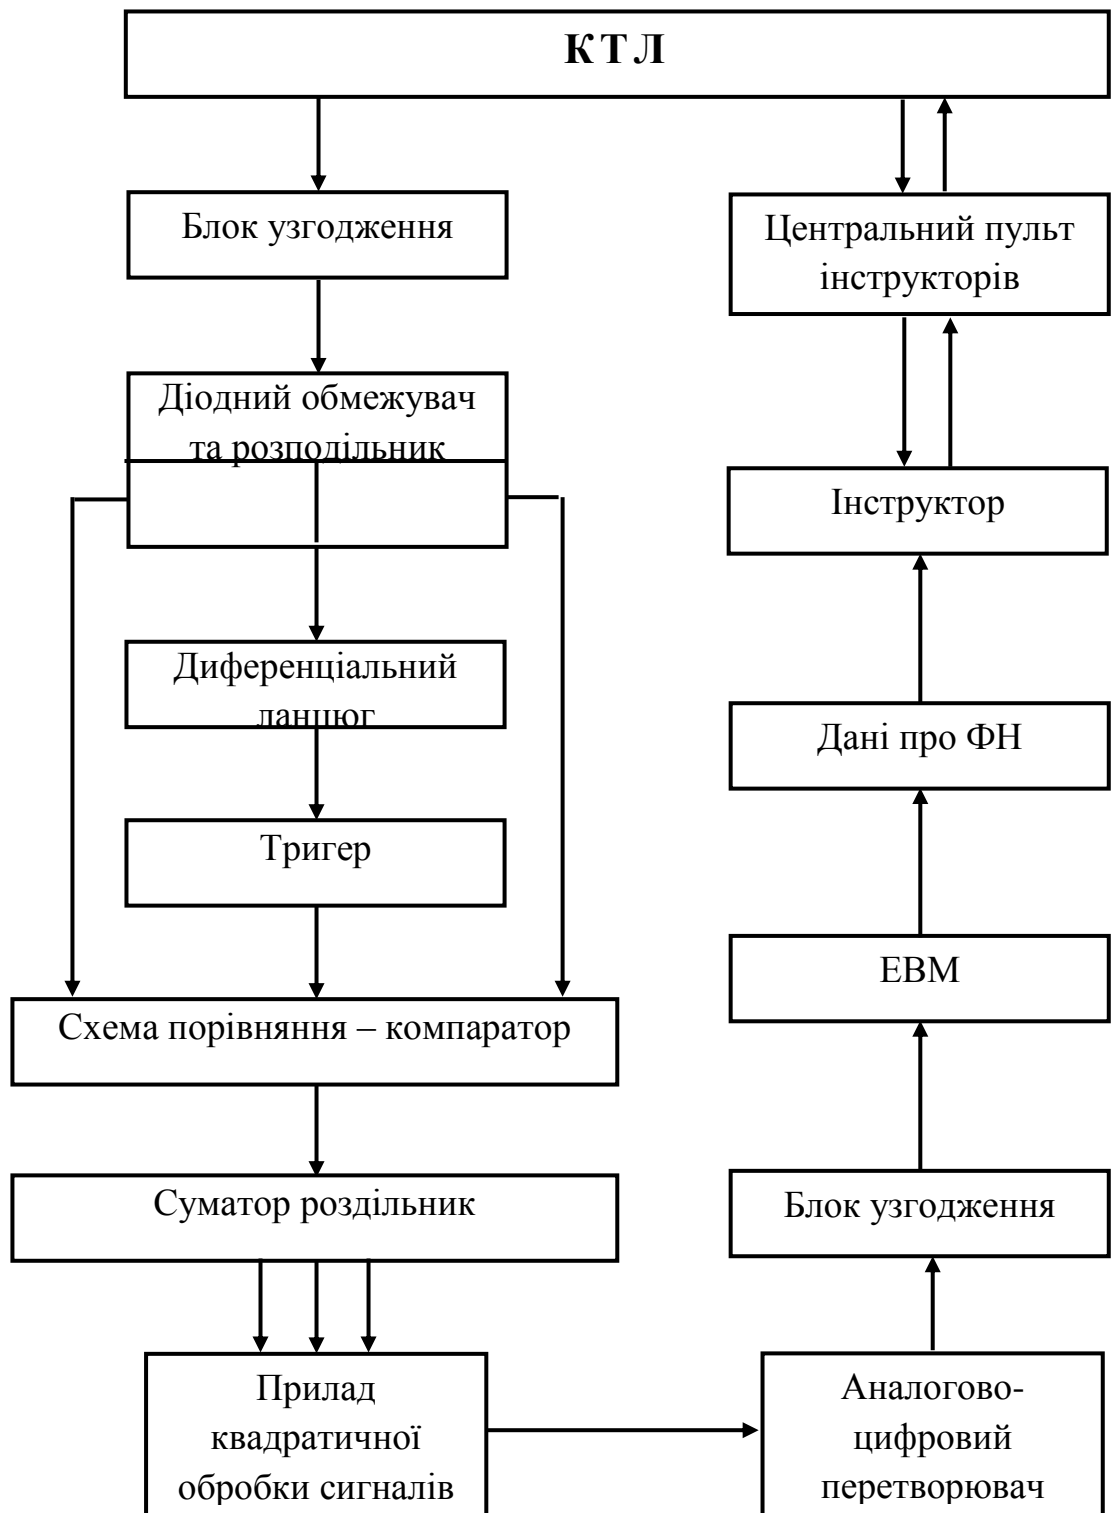 КТЛ
Блок узгодження
Діодний обмежувач
та розподільник
Диференціальний
ланцюг
Тригер
Схема порівняння – компаратор
Суматор роздільник
Прилад
квадратичної
обробки сигналів
Аналогово-
цифровий
перетворювач
Блок узгодження
ЕВМ
Дані про ФН
Інструктор
Центральний пульт
інструкторів